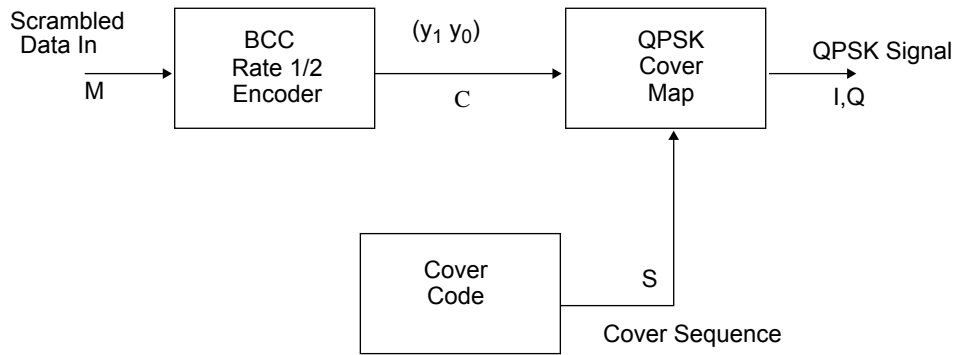 Scrambled
Data In
M
BCC
Rate 1/2
Encoder
(y1 y0)
C
QPSK
Cover
Map
QPSK Signal
I,Q
Cover
Code
S
Cover Sequence